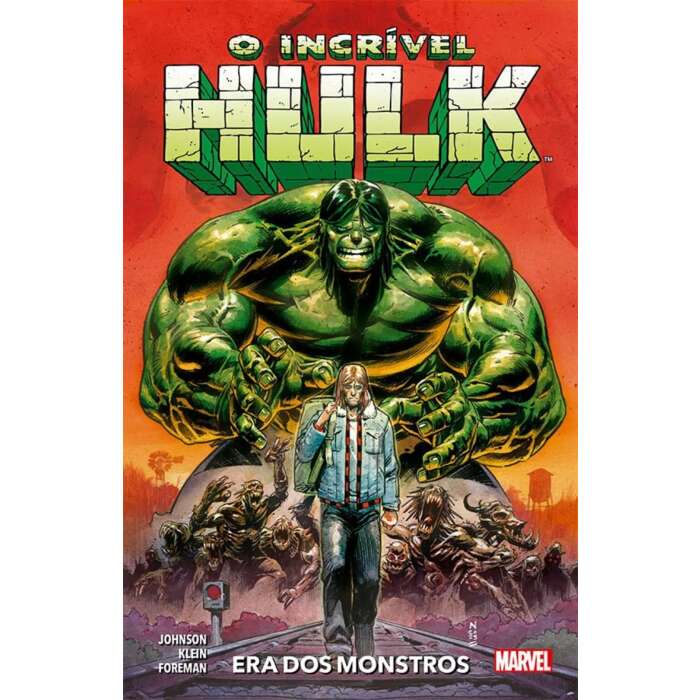 O INCRÍVEL
HULK
TM
JOHNSON
KLEIN
FOREMAN
ERA DOS MONSTROS
MARVEL